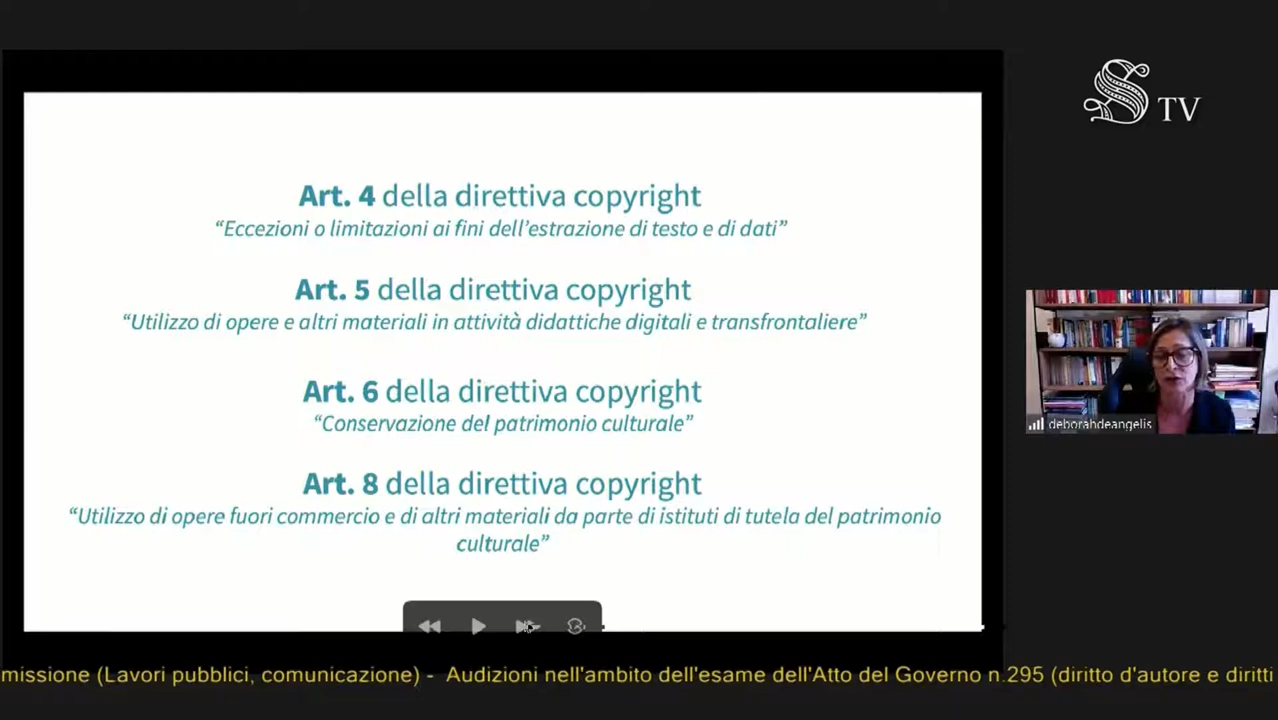 S TV
Art. 4 della direttiva copyright
“Eccezioni o limitazioni ai fini dell’estrazione di testo e di dati”
Art. 5 della direttiva copyright
“Utilizzo di opere e altri materiali in attività didattiche digitali e transfrontaliere”
Art. 6 della direttiva copyright
“Conservazione del patrimonio culturale”
Art. 8 della direttiva copyright
“Utilizzo di opere fuori commercio e di altri materiali da parte di istituti di tutela del patrimonio
culturale”
deborahdeangelis
missione (Lavori pubblici, comunicazione) - Audizioni nell'ambito dell'esame dell'Atto del Governo n.295 (diritto d'autore e diritti